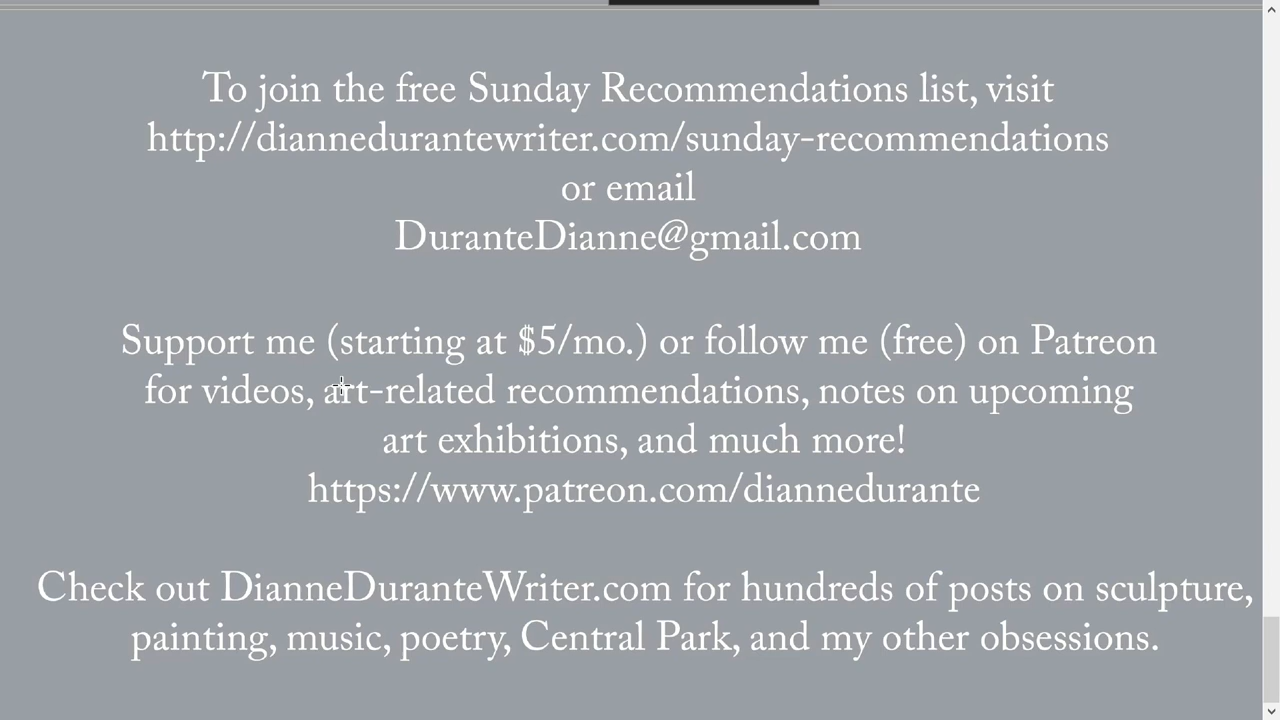 To join the free Sunday Recommendations list, visit
http://diannedurantewriter.com/sunday-recommendations
or email
DuranteDianne@gmail.com
Support me (starting at $5/mo.) or follow me (free) on Patreon
for videos, art-related recommendations, notes on upcoming
art exhibitions, and much more!
https://www.patreon.com/diannedurante
Check out DianneDuranteWriter.com for hundreds of posts on sculpture,
painting, music, poetry, Central Park, and my other obsessions.